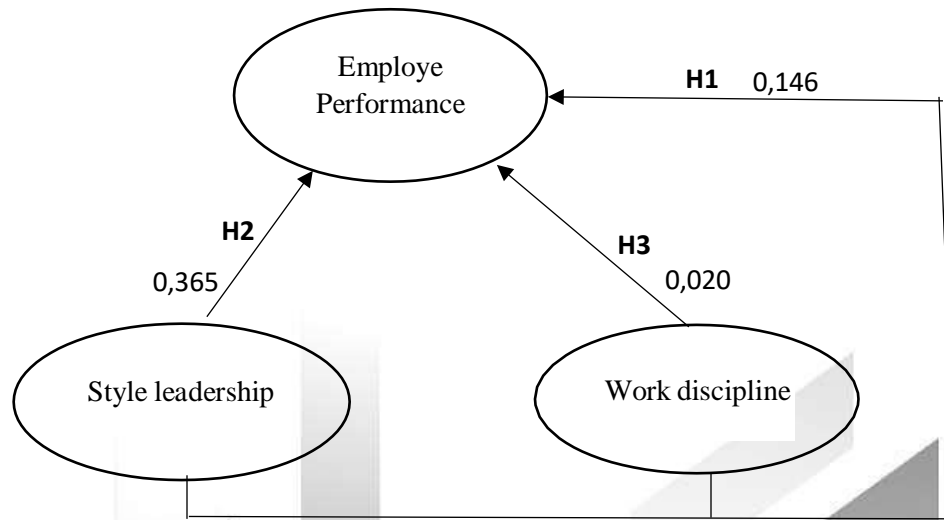 Employe
Performance
H1 0,146
H2
H3
0,365
0,020
Style leadership
Work discipline